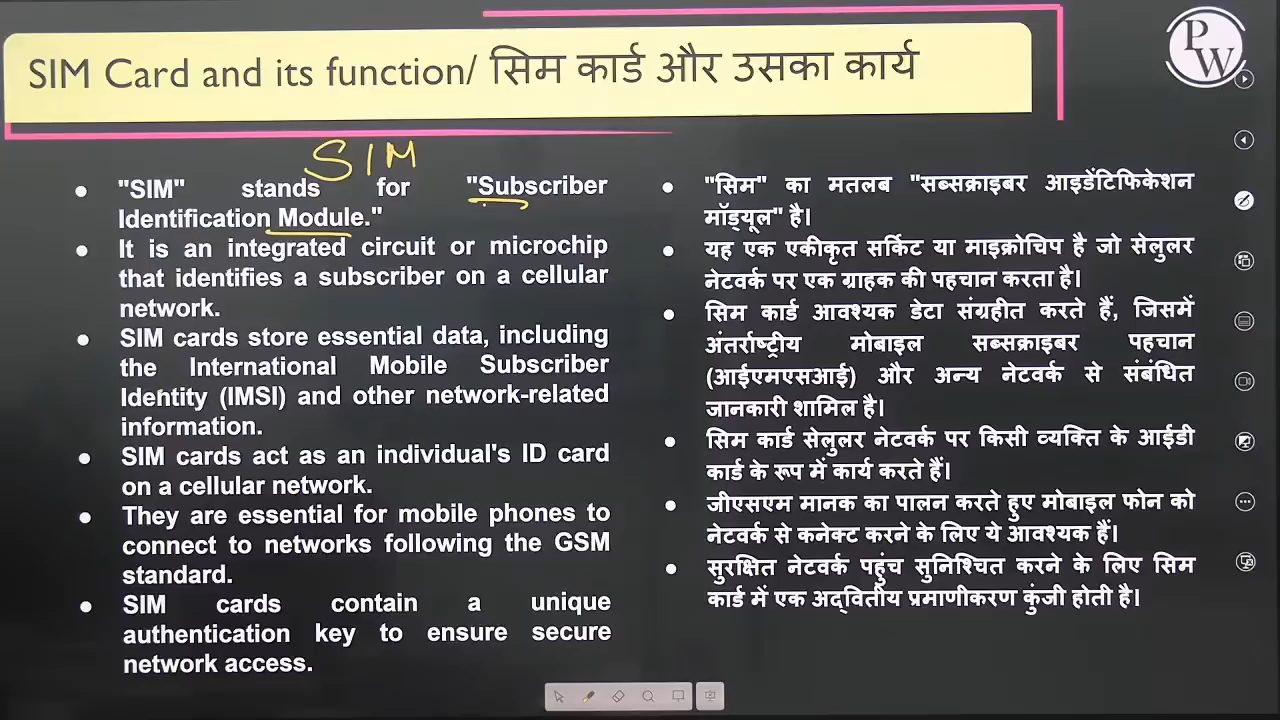 SIM Card and its function/ सिम कार्ड और उसका कार्य
PW
SIM
"SIM" stands for "Subscriber
Identification Module."
It is an integrated circuit or microchip
that identifies a subscriber on a cellular
network.
SIM cards store essential data, including
the International Mobile Subscriber
Identity (IMSI) and other network-related
information.
SIM cards act as an individual's ID card
on a cellular network.
They are essential for mobile phones to
connect to networks following the GSM
standard.
SIM cards contain a unique
authentication key to ensure secure
network access.
"सिम" का मतलब "सब्सक्राइबर आइडेंटिफिकेशन
मॉड्यूल" है।
यह एक एकीकृत सर्किट या माइक्रोचिप है जो सेलुलर
नेटवर्क पर एक ग्राहक की पहचान करता है।
सिम कार्ड आवश्यक डेटा संग्रहीत करते हैं, जिसमें
अंतर्राष्ट्रीय मोबाइल सब्सक्राइबर पहचान
(आईएमएसआई) और अन्य नेटवर्क से संबंधित
जानकारी शामिल है।
सिम कार्ड सेलुलर नेटवर्क पर किसी व्यक्ति के आईडी
कार्ड के रूप में कार्य करते हैं।
जीएसएम मानक का पालन करते हुए मोबाइल फोन को
नेटवर्क से कनेक्ट करने के लिए ये आवश्यक हैं।
सुरक्षित नेटवर्क पहुंच सुनिश्चित करने के लिए सिम
कार्ड में एक अद्वितीय प्रमाणीकरण कुंजी होती है।